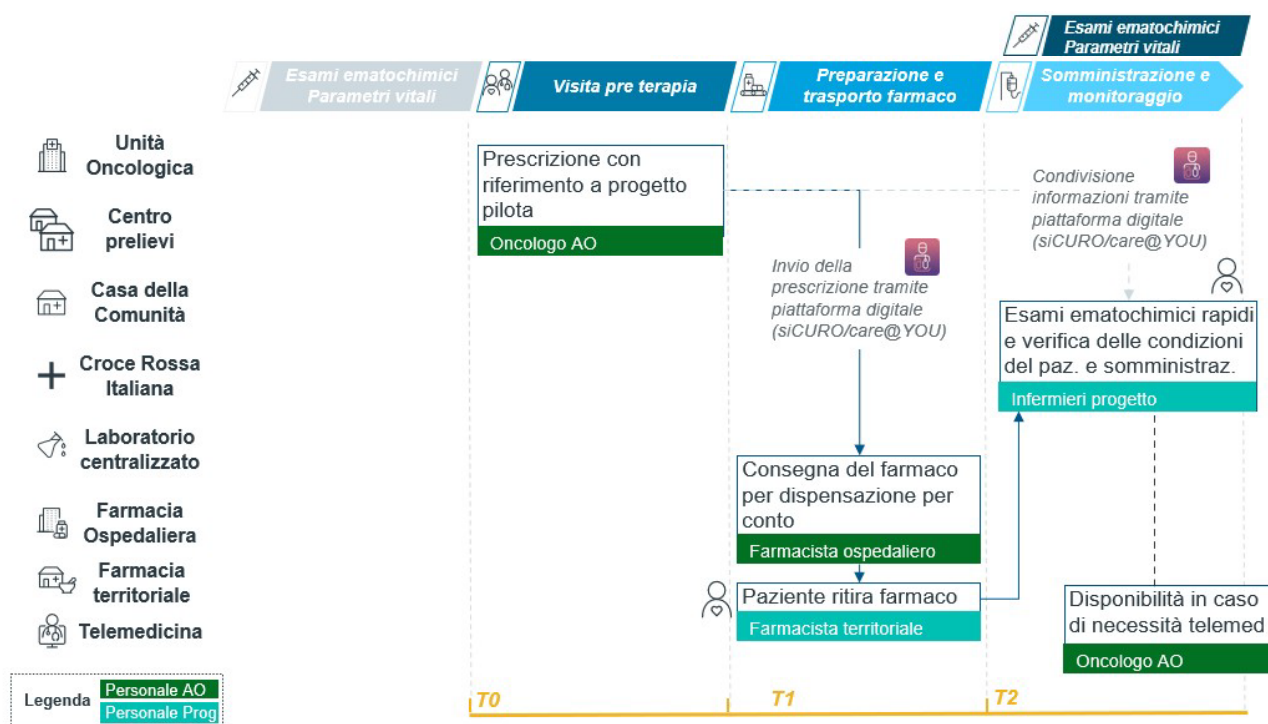 Esami ematochimici
Parametri vitali
Esami ematochimici
Parametri vitali
Visita pre terapia
Preparazione e
trasporto farmaco
Somministrazione e
monitoraggio
Unità
Oncologica
Centro
prelievi
Casa della
Comunità
Croce Rossa
Italiana
Laboratorio
centralizzato
Farmacia
Ospedaliera
Farmacia
territoriale
Telemedicina
Prescrizione con
riferimento a progetto
pilota
Oncologo AO
Invio della
prescrizione tramite
piattaforma digitale
(siCURO/care@YOU)
Condivisione
informazioni tramite
piattaforma digitale
(siCURO/care@YOU)
Esami ematochimici rapidi
e verifica delle condizioni
del paz. e somministraz.
Infermieri progetto
Consegna del farmaco
per dispensazione per
conto
Farmacista ospedaliero
Paziente ritira farmaco
Farmacista territoriale
Disponibilità in caso
di necessità telemed
Oncologo AO
Legenda
Personale AO
Personale Prog
T0
T1
T2